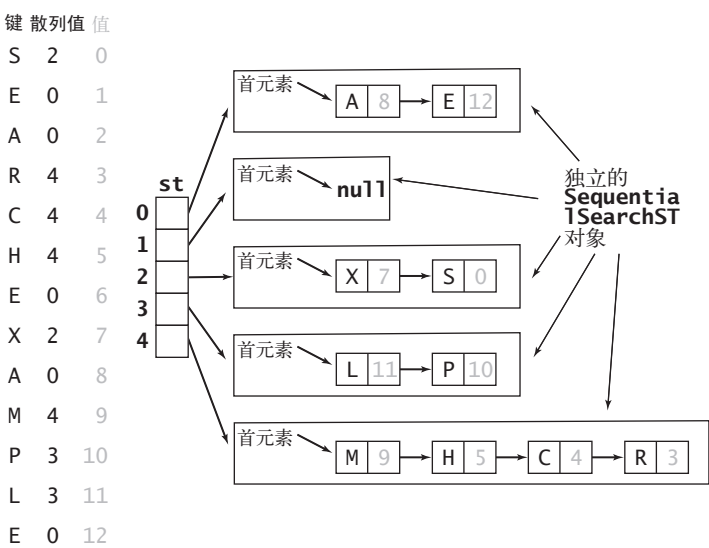 键 散列值 值
S 2 0
E 0 1
A 0 2
R 4 3
C 4 4
H 4 5
E 0 6
X 2 7
A 0 8
M 4 9
P 3 10
L 3 11
E 0 12
st
0
1
2
3
4
首元素
A 8 E 12
首元素
null
首元素
X 7 S 0
首元素
L 11 P 10
首元素
M 9 H 5 C 4 R 3
独立的
Sequentia
lSearchST
对象